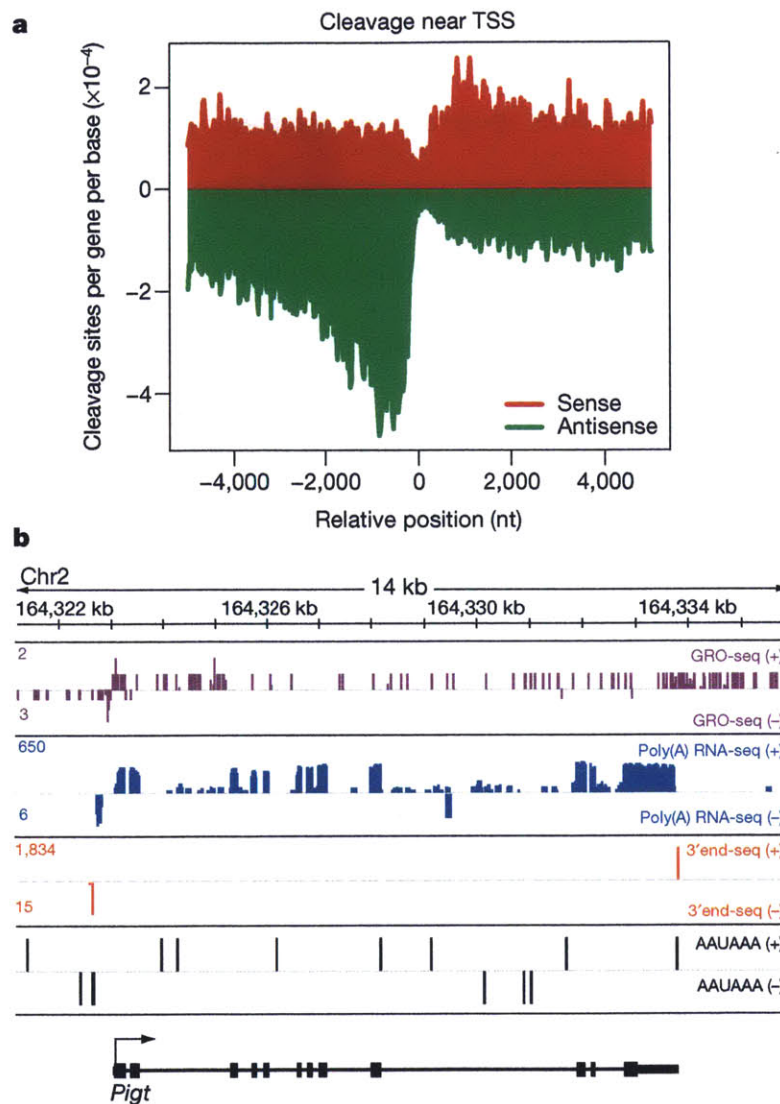 a
Cleavage near TSS
Cleavage sites per gene per base (×10⁻⁴)
2
0
−2
−4
Sense
Antisense
−4,000 −2,000 0 2,000 4,000
Relative position (nt)
b
Chr2
14 kb
164,322 kb 164,326 kb 164,330 kb 164,334 kb
2
GRO-seq (+)
3
GRO-seq (−)
650
Poly(A) RNA-seq (+)
6
Poly(A) RNA-seq (−)
1,834
3'end-seq (+)
15
3'end-seq (−)
AAUAAA (+)
AAUAAA (−)
Pigt